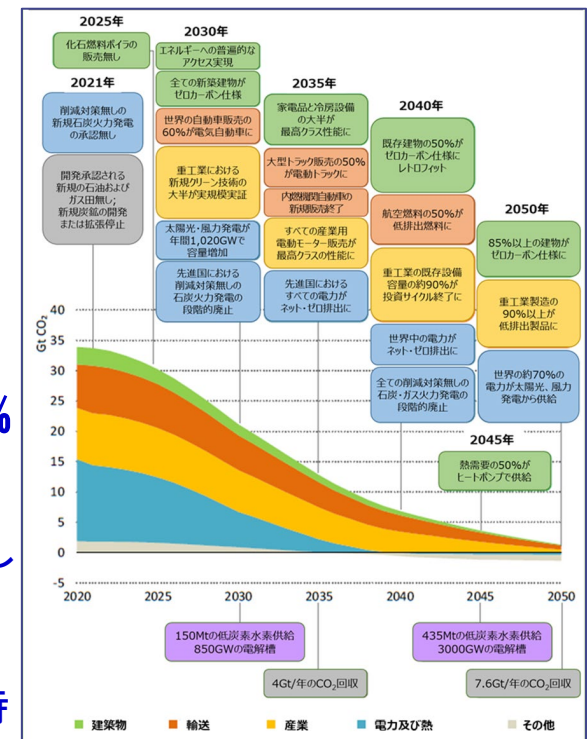 2025年
化石燃料ボイラの
販売無し
2021年
削減対策無しの
新規石炭火力発電
の承認無し
開発承認される
新規の石油および
ガス田無し;
新規炭鉱の開発
または拡張停止
2030年
エネルギーへの普遍的な
アクセス実現
全ての新築建物が
ゼロカーボン仕様
世界の自動車販売の
60%が電気自動車に
重工業における
新規クリーン技術の
大半が実規模実証
太陽光・風力発電が
年間1,020GWで
容量増加
先進国における
削減対策無しの
石炭火力発電の
段階的廃止
2035年
家電品と冷房設備
の大半が
最高クラス性能に
大型トラック販売の50%
が電動トラックに
内燃機関自動車の
新規販売終了
すべての産業用
電動モーター販売が
最高クラスの性能に
先進国における
すべての電力が
ネット・ゼロ排出に
2040年
既存建物の50%が
ゼロカーボン仕様に
レトロフィット
航空燃料の50%が
低排出燃料に
重工業の既存設備
容量の約90%が
投資サイクル終了に
世界中の電力が
ネット・ゼロ排出に
全ての削減対策無しの
石炭・ガス火力発電の
段階的廃止
2050年
85%以上の建物が
ゼロカーボン仕様に
重工業製造の
90%以上が
低排出製品に
世界の約70%の
電力が太陽光、風力
発電から供給
2045年
熱需要の50%が
ヒートポンプで供給
Gt CO₂
40
35
30
25
20
15
10
5
0
-5
2020
2025
2030
2035
2040
2045
2050
150Mtの低炭素水素供給
850GWの電解槽
435Mtの低炭素水素供給
3000GWの電解槽
4Gt/年のCO₂回収
7.6Gt/年のCO₂回収
建築物
輸送
産業
電力及び熱
その他
%
し